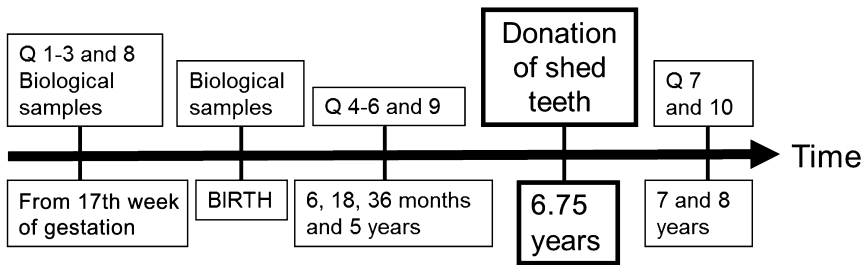 Q 1-3 and 8
Biological
samples
Biological
samples
Q 4-6 and 9
Donation
of shed
teeth
Q 7
and 10
Time
From 17th week
of gestation
BIRTH
6, 18, 36 months
and 5 years
6.75
years
7 and 8
years